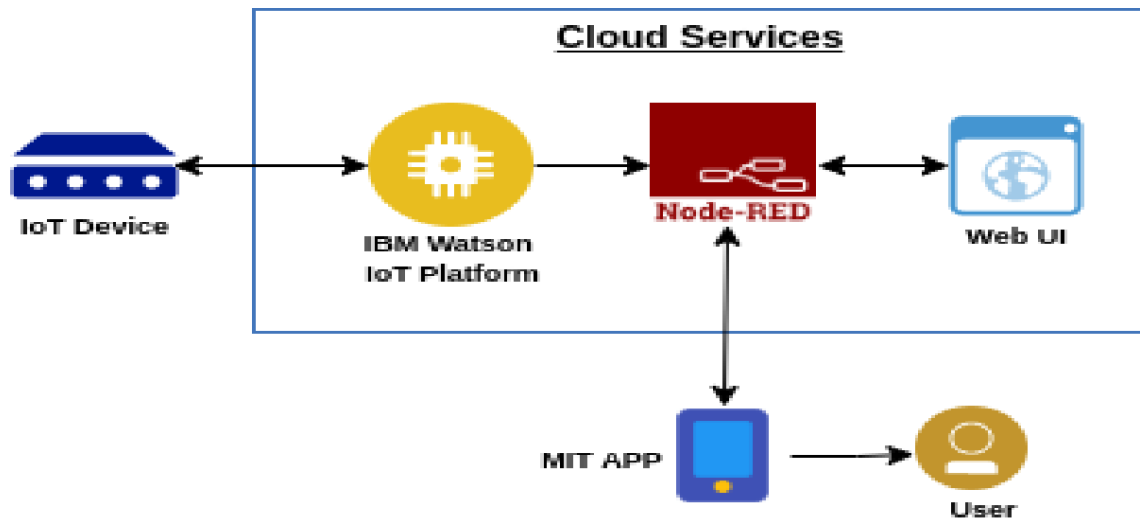 Cloud Services
IoT Device
IBM Watson
IoT Platform
Node-RED
Web UI
MIT APP
User